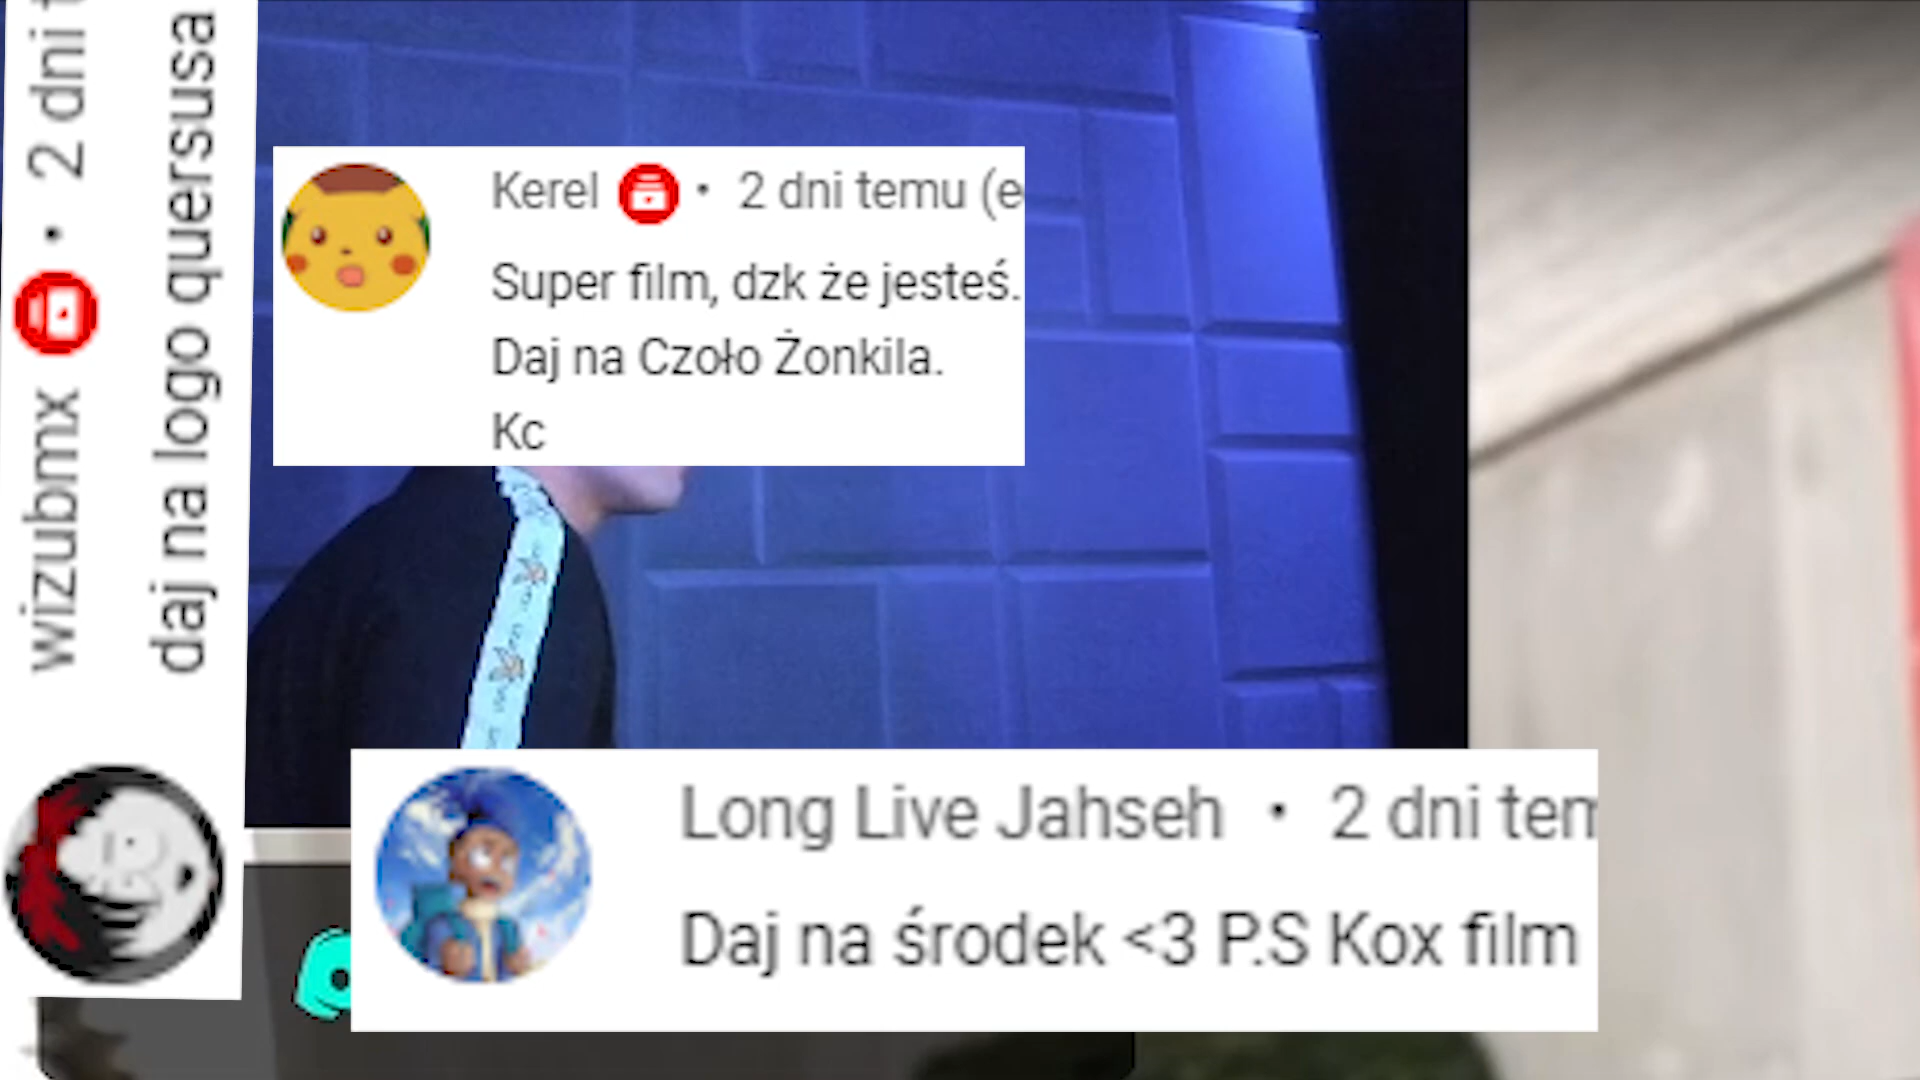 wizubmx • 2 dni
daj na logo quersusa
Kerel • 2 dni temu (e
Super film, dzk że jesteś.
Daj na Czoło Żonkila.
Kc
Long Live Jahseh • 2 dni tem
Daj na środek <3 P.S Kox film